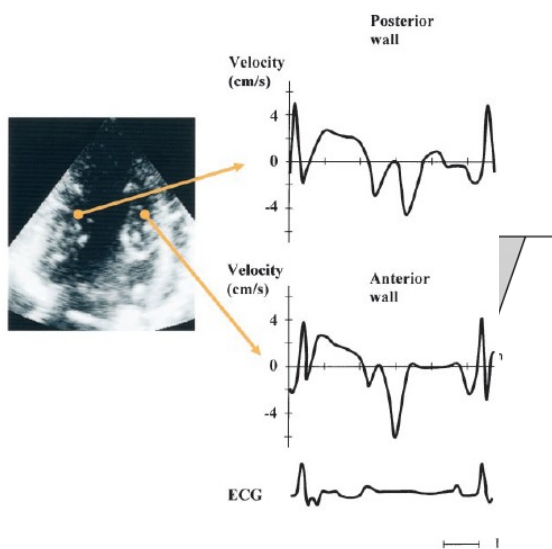 Posterior
wall
Velocity
(cm/s)
4
0
-4
Velocity
(cm/s)
Anterior
wall
4
0
-4
ECG